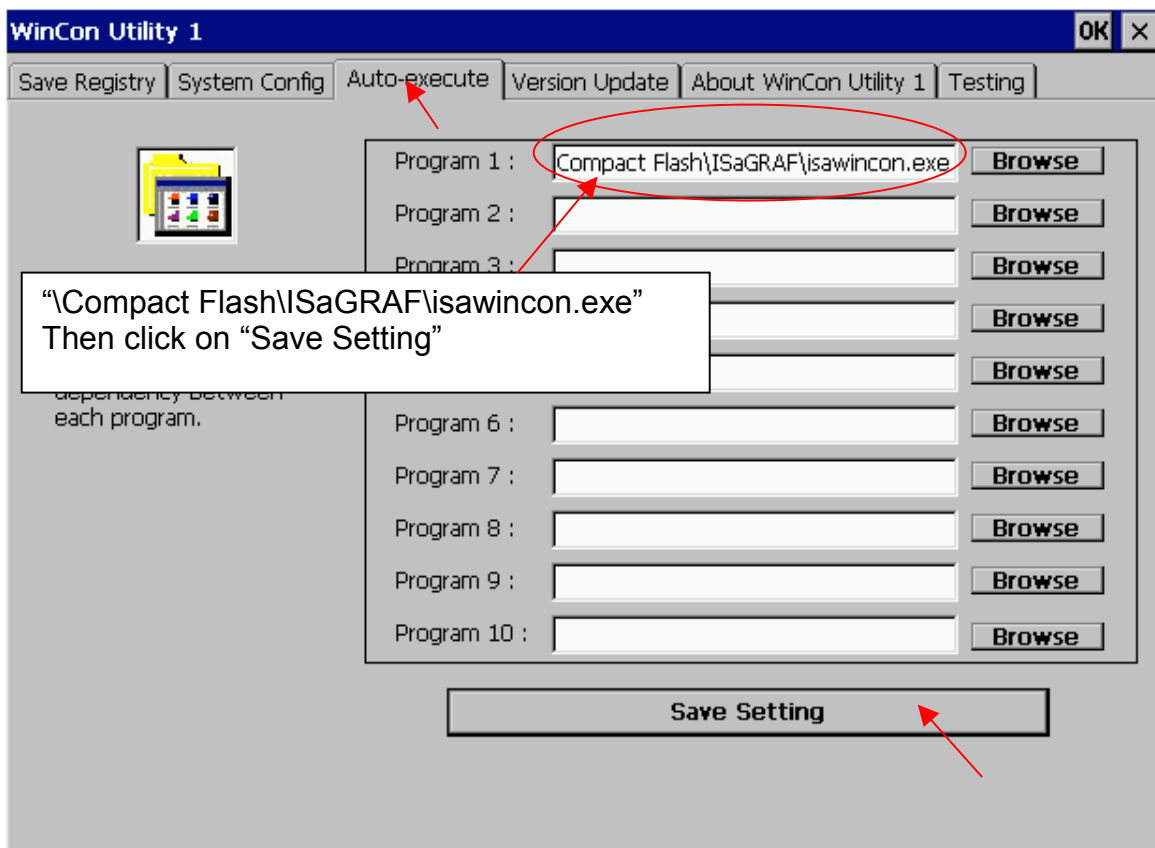 WinCon Utility 1 OK ×
Save Registry System Config Auto-execute Version Update About WinCon Utility 1 Testing
Program 1 : Compact Flash\ISaGRAF\isawincon.exe Browse
Program 2 : Browse
Program 3 : Browse
“\Compact Flash\ISaGRAF\isawincon.exe”
Then click on “Save Setting”
Browse
Browse
dependency between
each program.
Program 6 : Browse
Program 7 : Browse
Program 8 : Browse
Program 9 : Browse
Program 10 : Browse
Save Setting